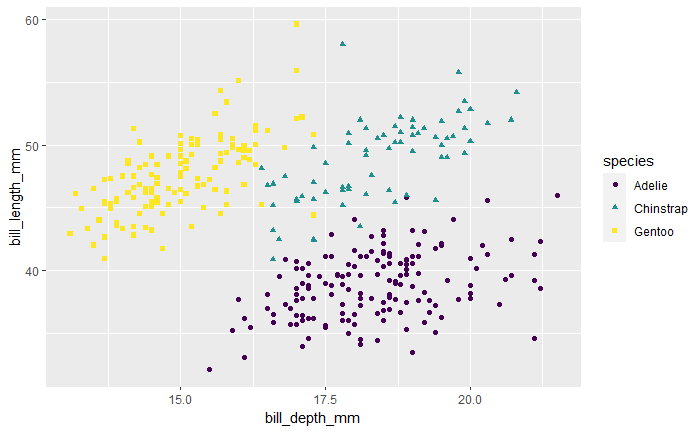 60
50
40
bill_length_mm
15.0
17.5
20.0
bill_depth_mm
species
Adelie
Chinstrap
Gentoo